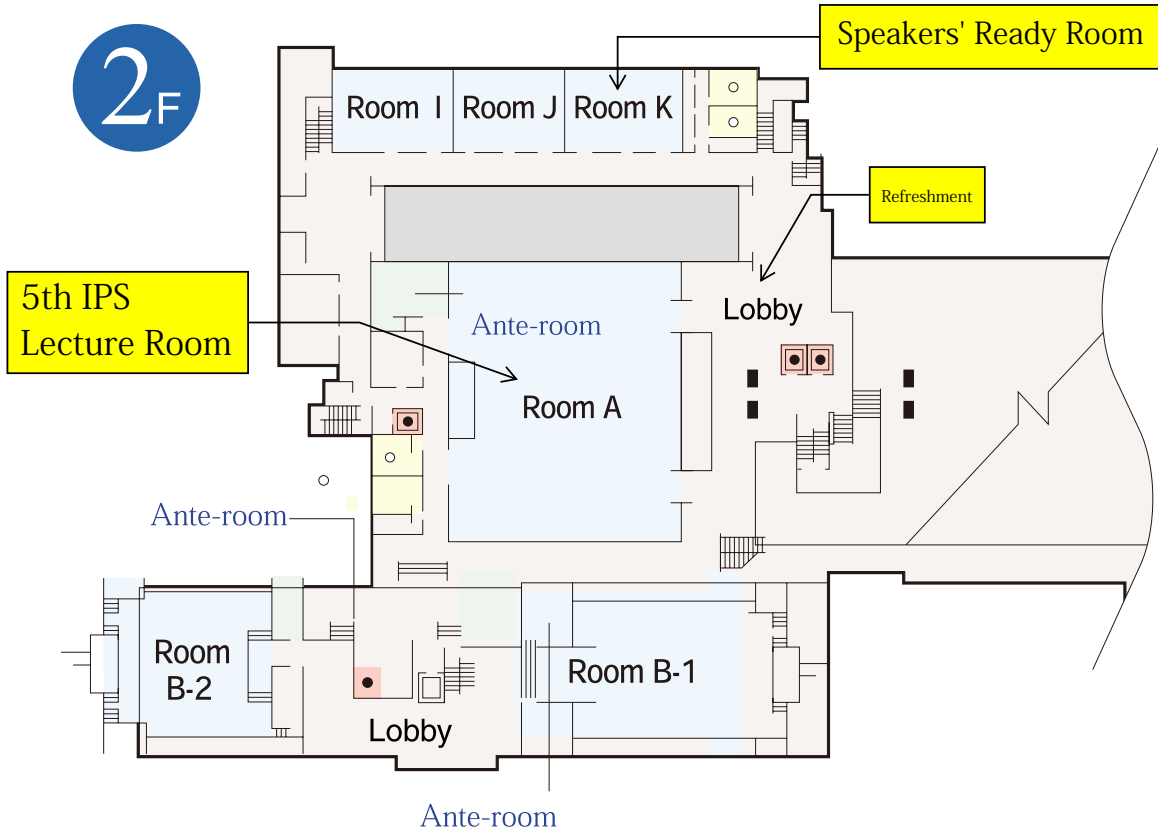 2F
Speakers' Ready Room
Room I
Room J
Room K
Refreshment
5th IPS
Lecture Room
Lobby
Ante-room
Room A
Ante-room
Room
B-2
Room B-1
Lobby
Ante-room